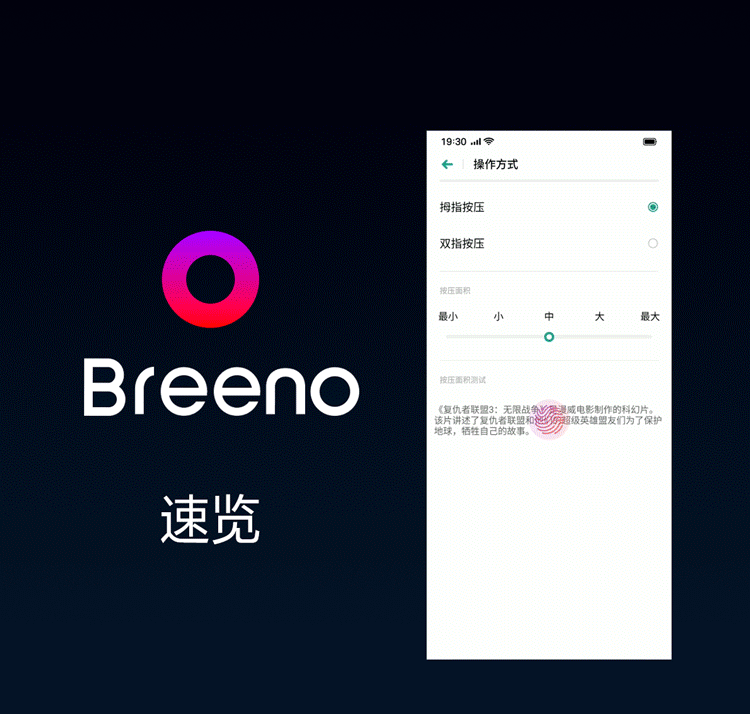 Breeno
速览
19:30
操作方式
拇指按压
双指按压
按压面积
最小 小 中 大 最大
按压面积测试
《复仇者联盟3：无限战争》是漫威电影制作的科幻片。
该片讲述了复仇者联盟和他们的超级英雄盟友们为了保护
地球，牺牲自己的故事。